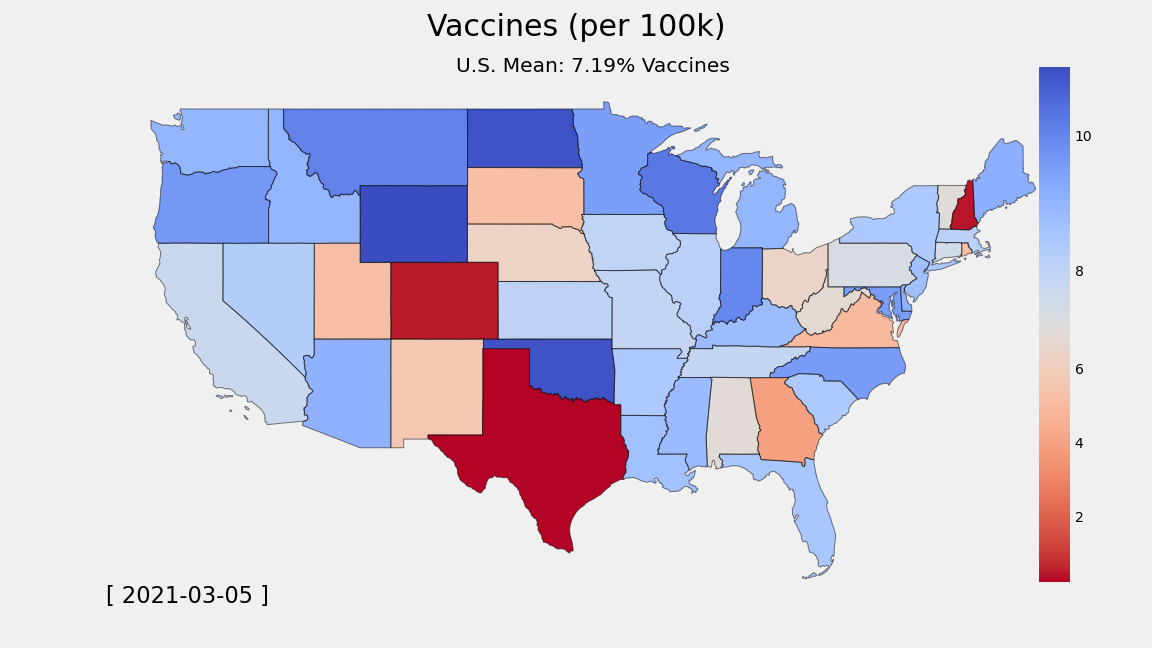 Vaccines (per 100k)
U.S. Mean: 7.19% Vaccines
10
8
6
4
2
[ 2021-03-05 ]